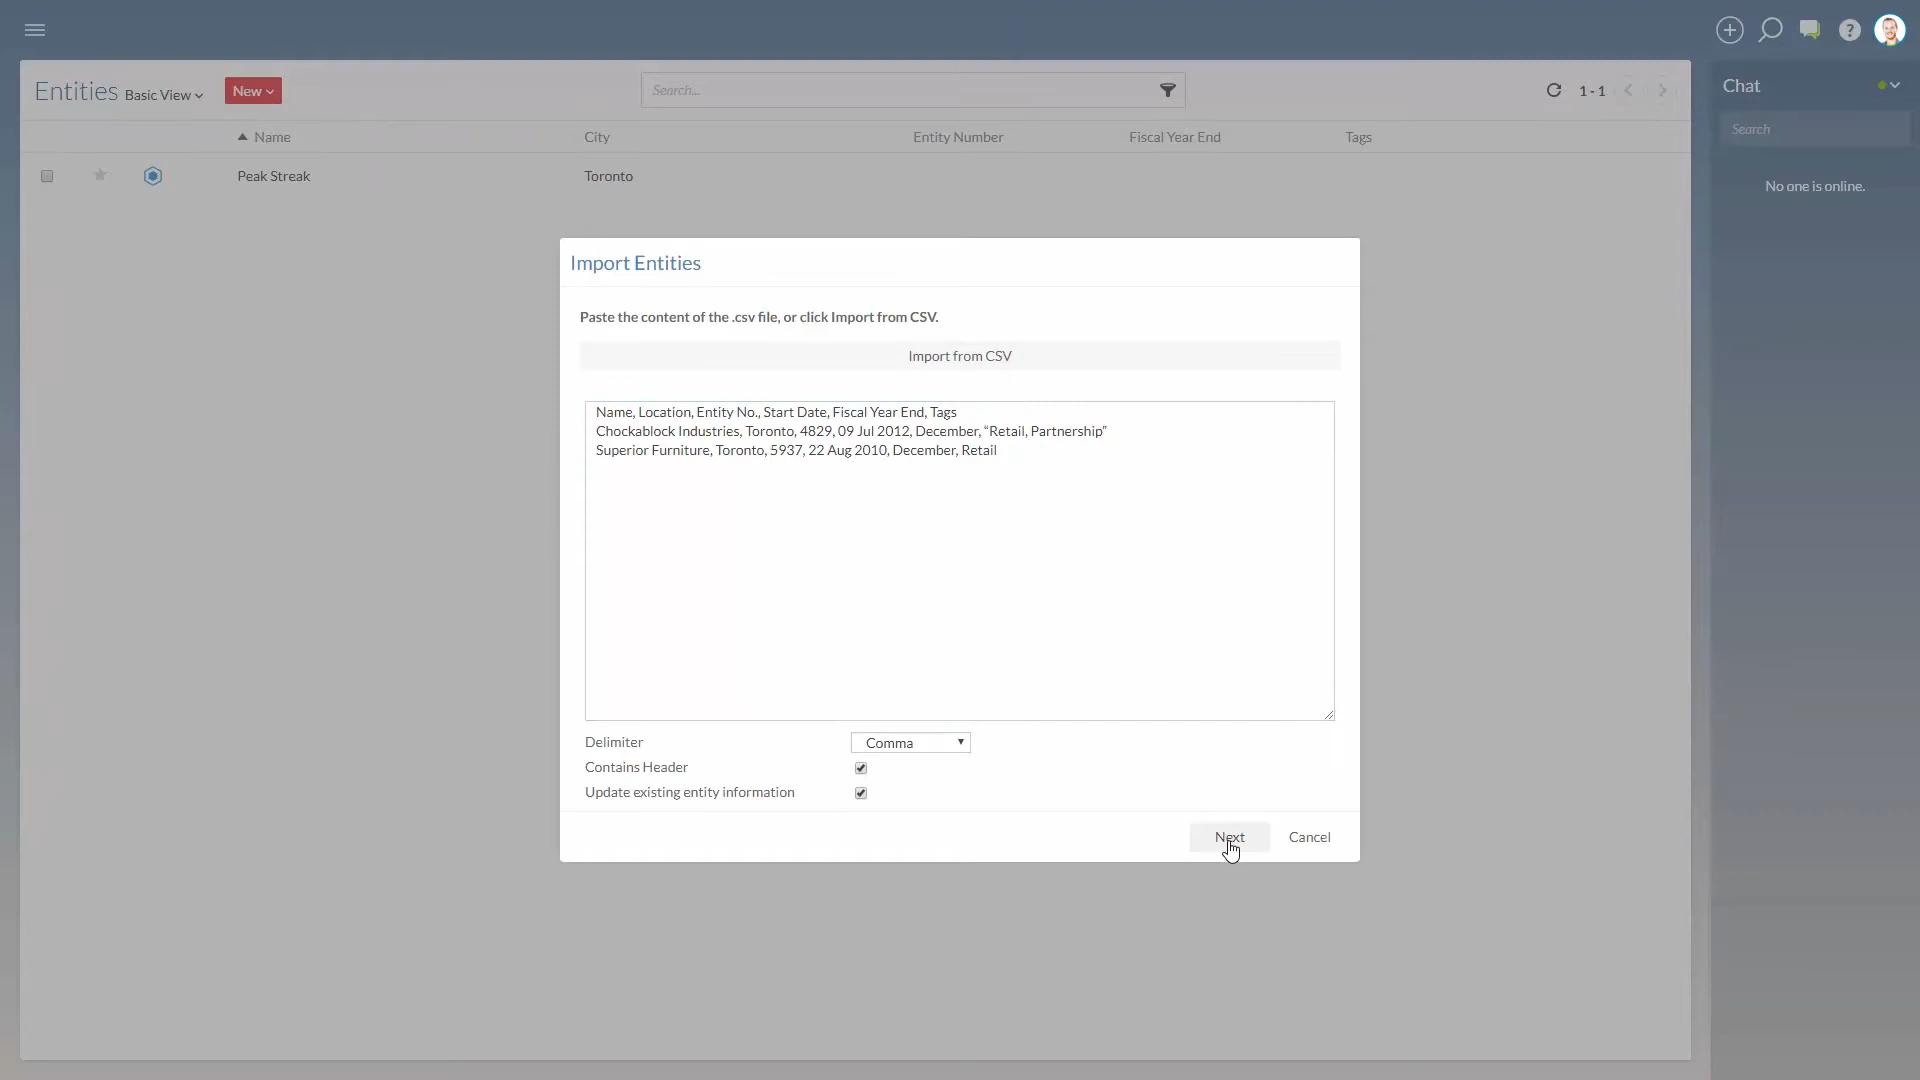 Entities Basic View
New
Search...
1 - 1
?
Name
City
Entity Number
Fiscal Year End
Tags
Peak Streak
Toronto
Chat
Search
No one is online.
Import Entities
Paste the content of the .csv file, or click Import from CSV.
Import from CSV
Name, Location, Entity No., Start Date, Fiscal Year End, Tags
Chockablock Industries, Toronto, 4829, 09 Jul 2012, December, “Retail, Partnership”
Superior Furniture, Toronto, 5937, 22 Aug 2010, December, Retail
Delimiter
Comma
Contains Header
Update existing entity information
Next
Cancel